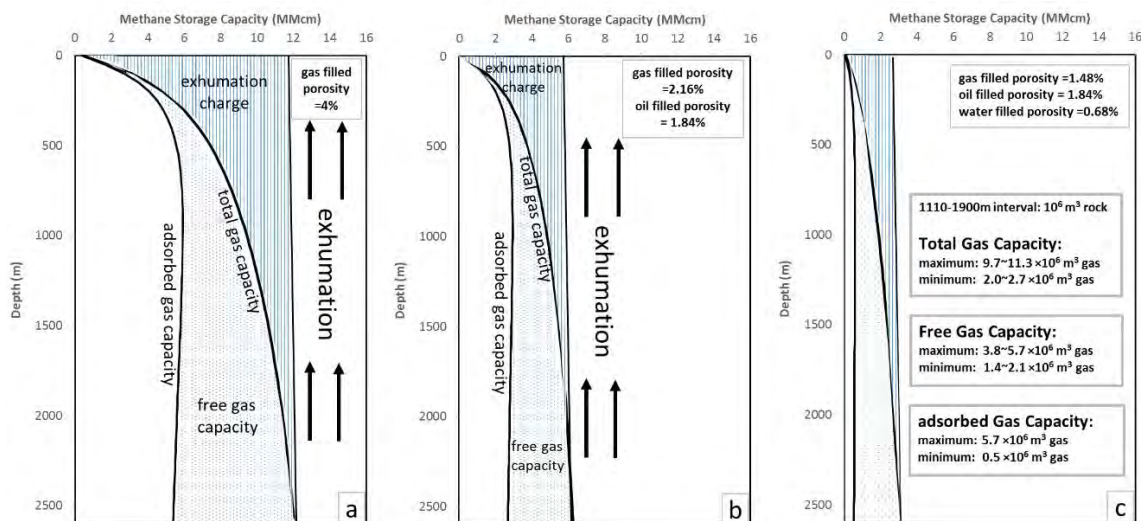 Methane Storage Capacity (MMcm)
0 2 4 6 8 10 12 14 16
0
500
1000
1500
2000
2500
Depth (m)
exhumation
charge
gas filled
porosity
=4%
total gas capacity
adsorbed gas capacity
free gas
capacity
exhumation
a
Methane Storage Capacity (MMcm)
0 2 4 6 8 10 12 14 16
0
500
1000
1500
2000
2500
Depth (m)
exhumation
charge
gas filled porosity
=2.16%
oil filled porosity
= 1.84%
total gas capacity
adsorbed gas capacity
free gas
capacity
exhumation
b
Methane Storage Capacity (MMcm)
0 2 4 6 8 10 12 14 16
0
500
1000
1500
2000
2500
Depth (m)
gas filled porosity =1.48%
oil filled porosity = 1.84%
water filled porosity =0.68%
1110-1900m interval: 10⁶ m³ rock
Total Gas Capacity:
maximum: 9.7~11.3 ×10⁶ m³ gas
minimum: 2.0~2.7 ×10⁶ m³ gas
Free Gas Capacity:
maximum: 3.8~5.7 ×10⁶ m³ gas
minimum: 1.4~2.1 ×10⁶ m³ gas
adsorbed Gas Capacity:
maximum: 5.7 ×10⁶ m³ gas
minimum: 0.5 ×10⁶ m³ gas
c